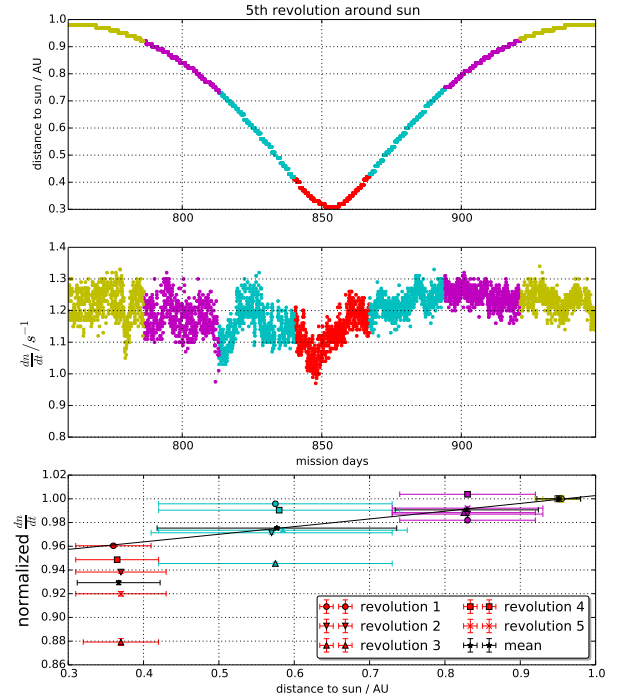 5th revolution around sun
1.0
0.9
0.8
0.7
0.6
0.5
0.4
0.3
distance to sun / AU
800
850
900
1.4
1.3
1.2
1.1
1.0
0.9
0.8
dn/dt / s⁻¹
800
850
900
mission days
1.02
1.00
0.98
0.96
0.94
0.92
0.90
0.88
0.86
normalized dn/dt
revolution 1
revolution 2
revolution 3
revolution 4
revolution 5
mean
0.3 0.4 0.5 0.6 0.7 0.8 0.9 1.0
distance to sun / AU